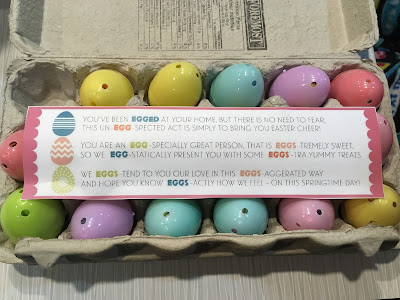 YOU'VE BEEN EGGED AT YOUR HOME, BUT THERE IS NO NEED TO FEAR,
THIS UN-EGG-SPECTED ACT IS SIMPLY TO BRING YOU EASTER CHEER!
YOU ARE AN EGG-SPECIALLY GREAT PERSON, THAT IS EGGS-TREMELY SWEET,
SO WE EGG-STATICALLY PRESENT YOU WITH SOME EGGS-TRA YUMMY TREATS.
WE EGGS-TEND TO YOU OUR LOVE IN THIS EGGS-AGGERATED WAY
AND HOPE YOU KNOW EGGS-ACTLY HOW WE FEEL - ON THIS SPRINGTIME DAY!